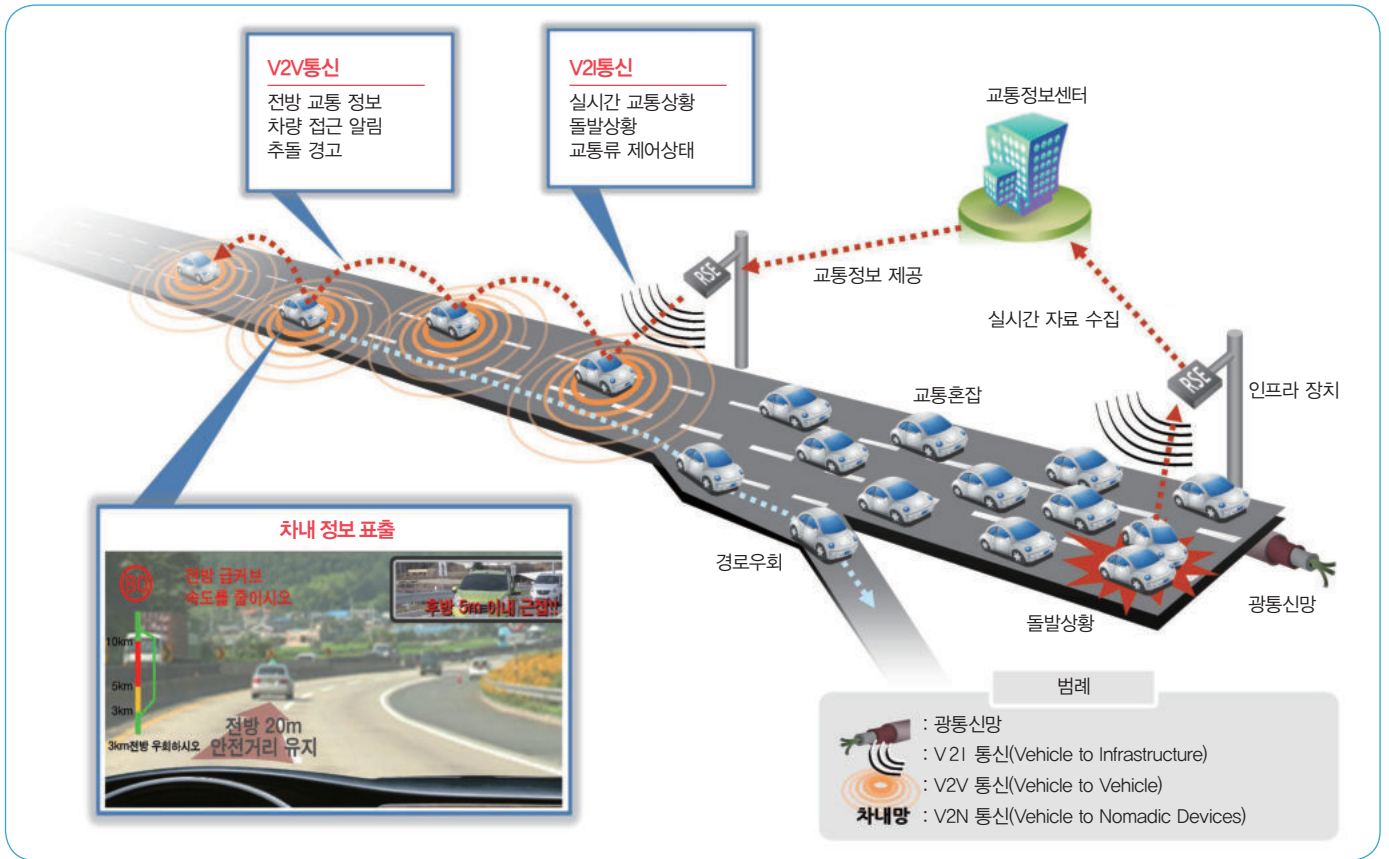 V2V통신
전방 교통 정보
차량 접근 알림
추돌 경고
V2I통신
실시간 교통상황
돌발상황
교통류 제어상태
교통정보센터
RSE
교통정보 제공
실시간 자료 수집
RSE
인프라 장치
교통혼잡
경로우회
돌발상황
광통신망
차내 정보 표출
80
전방 급커브
속도를 줄이시오
후방 5m 이내 근접!!
10km
5km
3km
3km전방 우회하시오
전방 20m
안전거리 유지
범례
: 광통신망
: V2I 통신(Vehicle to Infrastructure)
: V2V 통신(Vehicle to Vehicle)
차내망 : V2N 통신(Vehicle to Nomadic Devices)